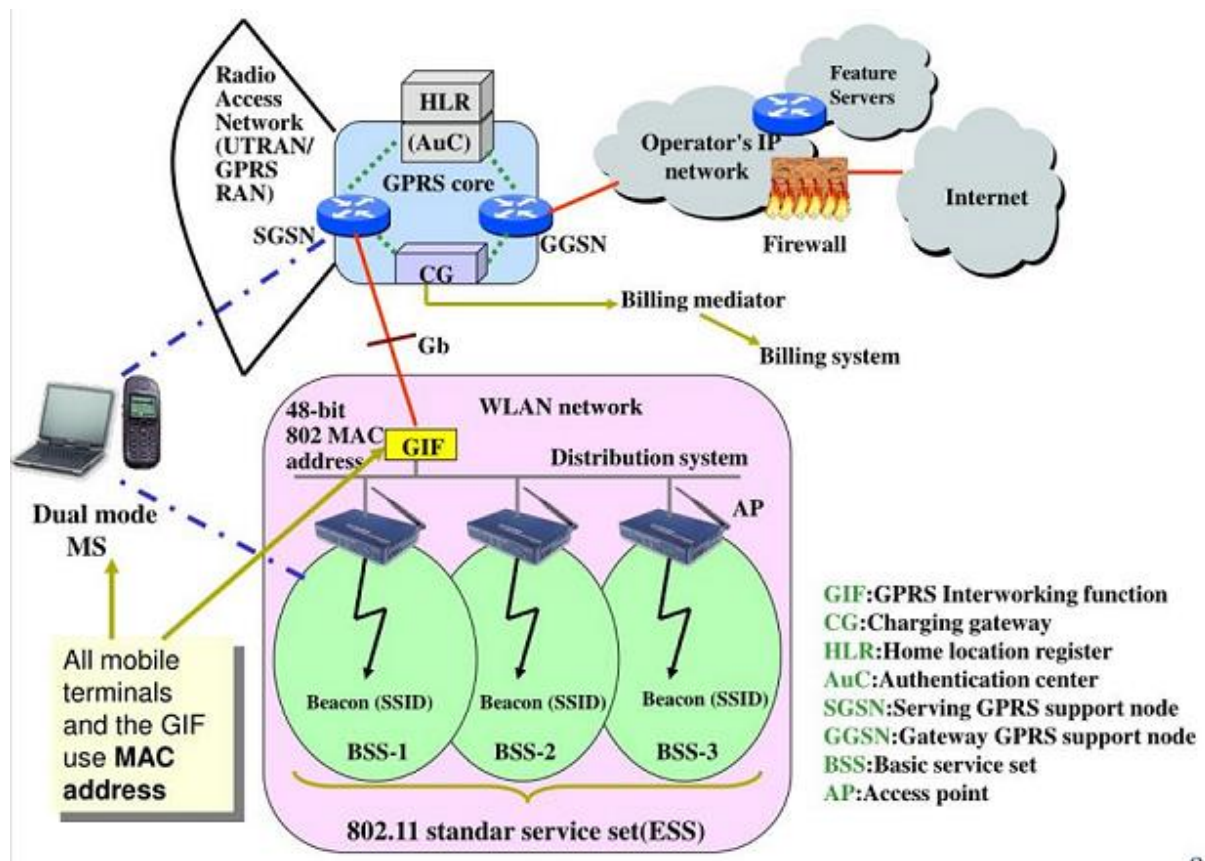 Radio
Access
Network
(UTRAN/
GPRS
RAN)
HLR
(AuC)
GPRS core
SGSN
GGSN
CG
Operator's IP
network
Feature
Servers
Firewall
Internet
Billing mediator
Billing system
Gb
48-bit
802 MAC
address
WLAN network
GIF
Distribution system
AP
Dual mode
MS
All mobile
terminals
and the GIF
use MAC
address
Beacon (SSID)
BSS-1
Beacon (SSID)
BSS-2
Beacon (SSID)
BSS-3
802.11 standar service set(ESS)
GIF:GPRS Interworking function
CG:Charging gateway
HLR:Home location register
AuC:Authentication center
SGSN:Serving GPRS support node
GGSN:Gateway GPRS support node
BSS:Basic service set
AP:Access point